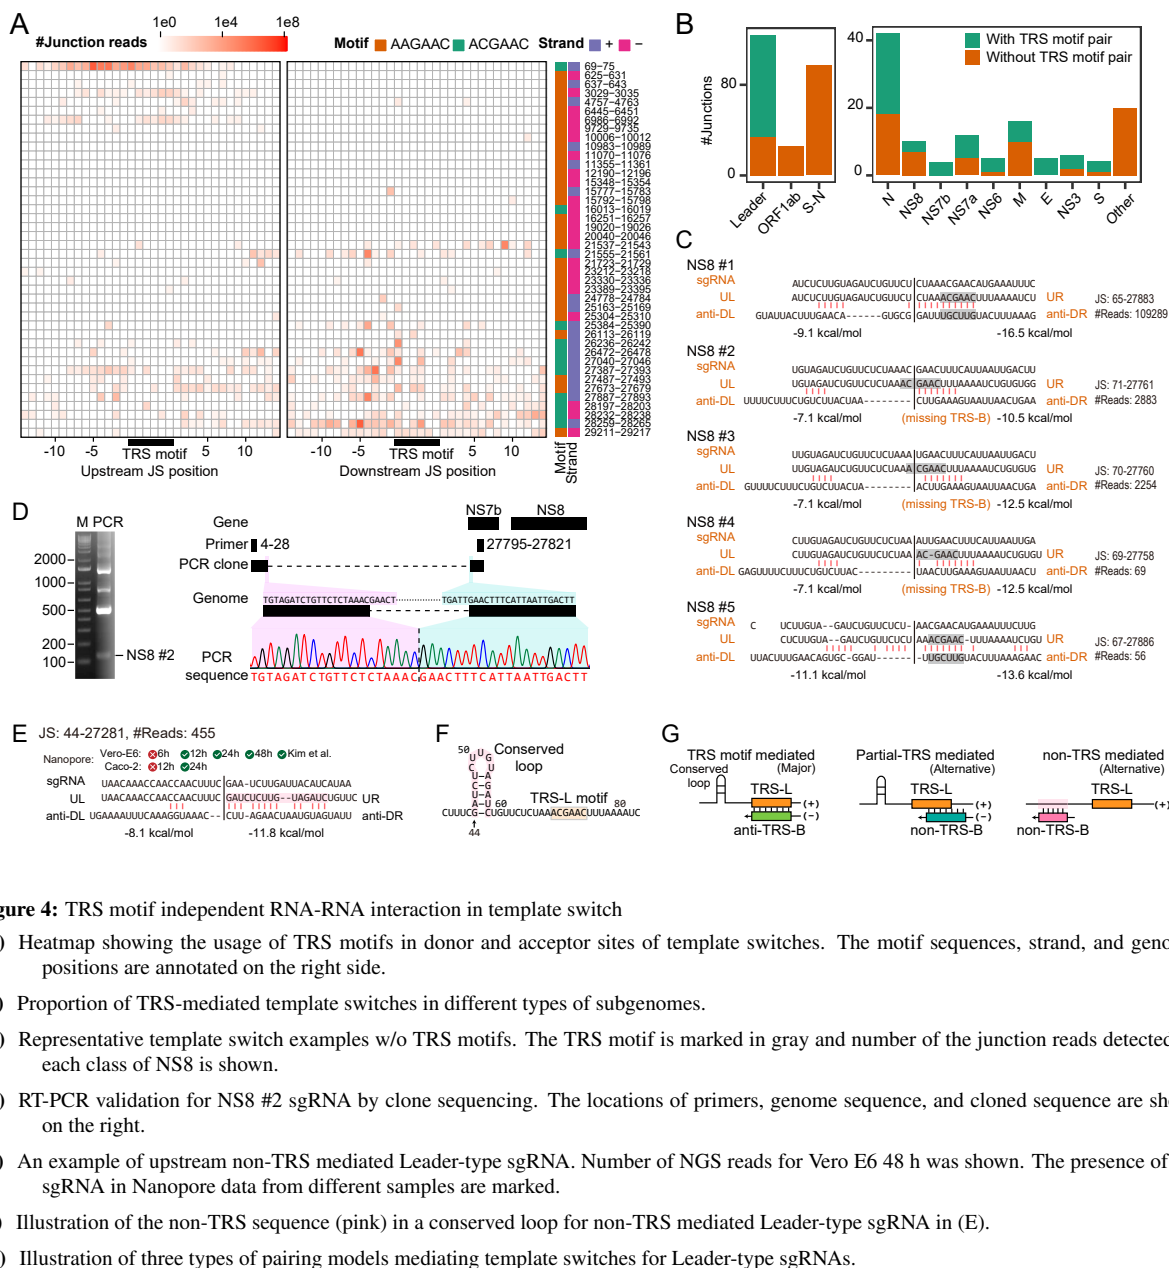 A
1e0 1e4 1e8
#Junction reads
Motif AAGAAC ACGAAC Strand + −
69−75
625−631
637−643
3029−3035
4757−4763
6445−6451
6986−6992
9729−9735
10006−10012
10983−10989
11070−11076
11355−11361
12190−12196
15348−15354
15777−15783
15792−15798
16013−16019
16251−16257
19020−19026
20040−20046
21537−21543
21555−21561
21723−21729
23212−23218
23330−23336
23389−23395
24778−24784
25163−25169
25304−25310
25384−25390
26113−26119
26236−26242
26472−26478
27040−27046
27387−27393
27487−27493
27673−27679
27887−27893
28197−28203
28232−28238
28259−28265
29211−29217
-10 -5 TRS motif 5 10
Upstream JS position
-10 -5 TRS motif 5 10
Downstream JS position
Motif
Strand
B
#Junctions
80
0
Leader
ORF1ab
S-N
40
20
0
With TRS motif pair
Without TRS motif pair
N
NS8
NS7b
NS7a
NS6
M
E
NS3
S
Other
C
NS8 #1
sgRNA AUCUCUUGUAGAUCUGUUCUCUAAACGAACAUGAAAUUUC
UL AUCUCUUGUAGAUCUGUUCU CUAAACGAACUUUAAAAUCU UR
anti-DL GUAUUACUUUGAACA------GUGCG GAUUUGCUUGUACUUUAAAG anti-DR
JS: 65-27883
#Reads: 109289
-9.1 kcal/mol -16.5 kcal/mol
NS8 #2
sgRNA UGUAGAUCUGUUCUCUAAAC GAACUUUCAUUAAUUGACUU
UL UGUAGAUCUGUUCUCUAAAC GAACUUUAAAAUCUGUGUGG UR
anti-DL UUUUCUUUCUGUCUUACUAA-------- CUUGAAAGUAAUUAACUGAA anti-DR
JS: 71-27761
#Reads: 2883
-7.1 kcal/mol (missing TRS-B) -10.5 kcal/mol
NS8 #3
sgRNA UUGUAGAUCUGUUCUCUAAA UGAACUUUCAUUAAUUGACU
UL UUGUAGAUCUGUUCUCUAAA CGAACUUUAAAAUCUGUGUG UR
anti-DL GUUUUCUUUCUGUCUUACUA-------- ACUUGAAAGUAAUUAACUGA anti-DR
JS: 70-27760
#Reads: 2254
-7.1 kcal/mol (missing TRS-B) -12.5 kcal/mol
NS8 #4
sgRNA CUUGUAGAUCUGUUCUCUAA AUUGAACUUUCAUUAAUUGA
UL CUUGUAGAUCUGUUCUCUAA AC-GAACUUUAAAAUCUGUGU UR
anti-DL GAGUUUUCUUUCUGUCUUAC-------- UAACUUGAAAGUAAUUAACU anti-DR
JS: 69-27758
#Reads: 69
-7.1 kcal/mol (missing TRS-B) -12.5 kcal/mol
NS8 #5
sgRNA C UCUUGUA--GAUCUGUUCUCU- AACGAACAUGAAAUUUCUUG
UL CUCUUGUA--GAUCUGUUCUCU AAACGAAC-UUUAAAAUCUGU UR
anti-DL UUACUUUGAACAGUGC-GGAU------- -UUGCUUGUACUUUAAAGAAC anti-DR
JS: 67-27886
#Reads: 56
-11.1 kcal/mol -13.6 kcal/mol
D
M PCR
2000
1000
500
200
100
NS8 #2
NS7b NS8
Gene
Primer 4-28 27795-27821
PCR clone
Genome TGTAGATCTGTTCTCTAAACGAACT TGATTGAACTTTCATTAATTGACTT
PCR
sequence TGTAGATCTGTTCTCTAAACGAACTTTCATTAATTGACTT
E JS: 44-27281, #Reads: 455
Nanopore: Vero-E6: 6h 12h 24h 48h Kim et al.
Caco-2: 12h 24h
sgRNA UAACAAACCAACCAACUUUC GAA-UCUUGAUUACAUCAUAA
UL UAACAAACCAACCAACUUUC GAUCUCUUG--UAGAUCUGUUC UR
anti-DL UGAAAAUUUCAAAGGUAAAC--- CUU-AGAACUAAUGUAGUAUU anti-DR
-8.1 kcal/mol -11.8 kcal/mol
F
Conserved
loop
50 60 80
TRS-L motif
CUUUCG CUGUUCUCUAAACGAACUUUAAAAUC
44
G
TRS motif mediated
(Major)
Conserved
loop
TRS-L
(+)
(−)
anti-TRS-B
Partial-TRS mediated
(Alternative)
TRS-L
(+)
(−)
non-TRS-B
non-TRS mediated
(Alternative)
TRS-L
(+)
non-TRS-B
gure 4: TRS motif independent RNA-RNA interaction in template switch
) Heatmap showing the usage of TRS motifs in donor and acceptor sites of template switches. The motif sequences, strand, and geno
positions are annotated on the right side.
) Proportion of TRS-mediated template switches in different types of subgenomes.
) Representative template switch examples w/o TRS motifs. The TRS motif is marked in gray and number of the junction reads detected
each class of NS8 is shown.
) RT-PCR validation for NS8 #2 sgRNA by clone sequencing. The locations of primers, genome sequence, and cloned sequence are sho
on the right.
) An example of upstream non-TRS mediated Leader-type sgRNA. Number of NGS reads for Vero E6 48 h was shown. The presence of
sgRNA in Nanopore data from different samples are marked.
) Illustration of the non-TRS sequence (pink) in a conserved loop for non-TRS mediated Leader-type sgRNA in (E).
) Illustration of three types of pairing models mediating template switches for Leader-type sgRNAs.